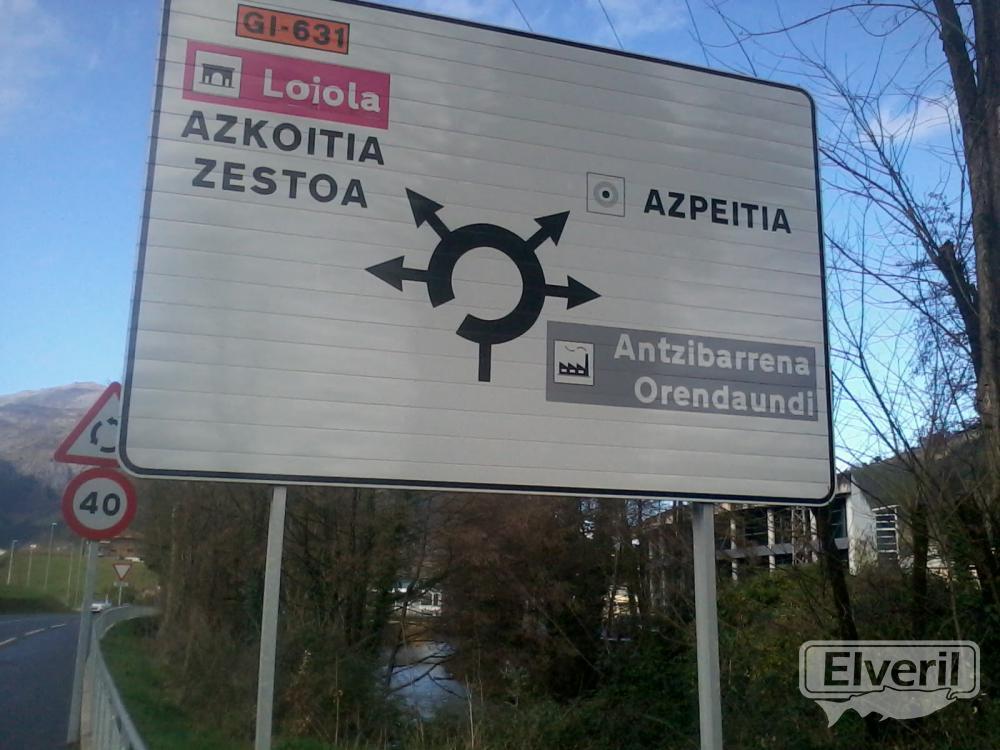 GI-631
Loiola
AZKOITIA
ZESTOA
AZPEITIA
Antzibarrena
Orendaundi
40
Elveril